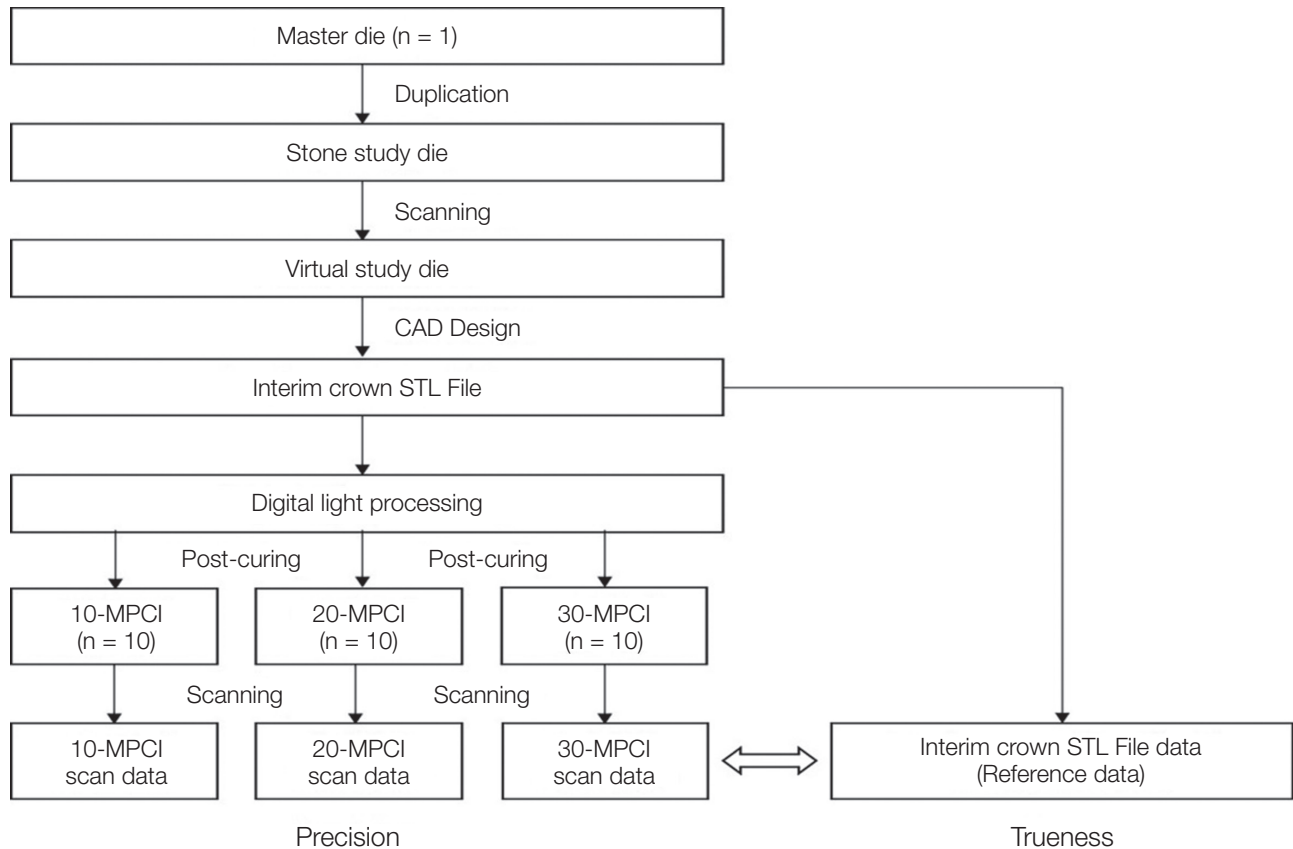 Master die (n = 1)
Duplication
Stone study die
Scanning
Virtual study die
CAD Design
Interim crown STL File
Digital light processing
Post-curing
Post-curing
10-MPCI
(n = 10)
20-MPCI
(n = 10)
30-MPCI
(n = 10)
Scanning
Scanning
10-MPCI
scan data
20-MPCI
scan data
30-MPCI
scan data
Interim crown STL File data
(Reference data)
Precision
Trueness